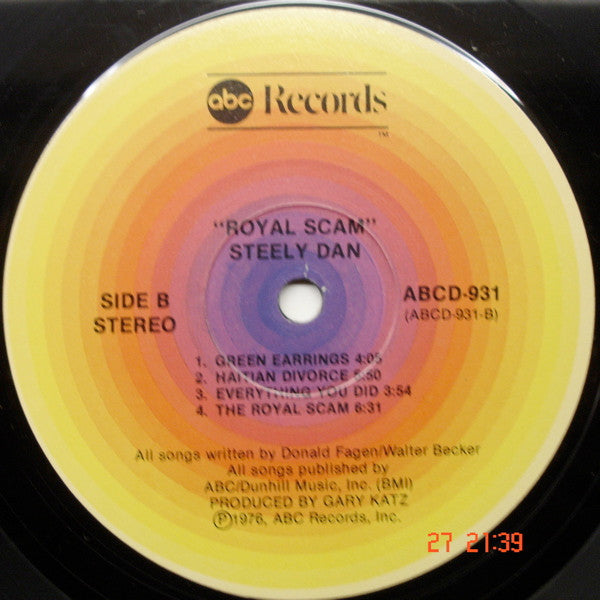 abc Records
TM
"ROYAL SCAM"
STEELY DAN
SIDE B
STEREO
ABCD-931
(ABCD-931-B)
1. GREEN EARRINGS 4:05
2. HAITIAN DIVORCE 5:50
3. EVERYTHING YOU DID 3:54
4. THE ROYAL SCAM 6:31
All songs written by Donald Fagen/Walter Becker
All songs published by
ABC/Dunhill Music, Inc. (BMI)
PRODUCED BY GARY KATZ
Ⓟ1976, ABC Records, Inc.
27 21:39